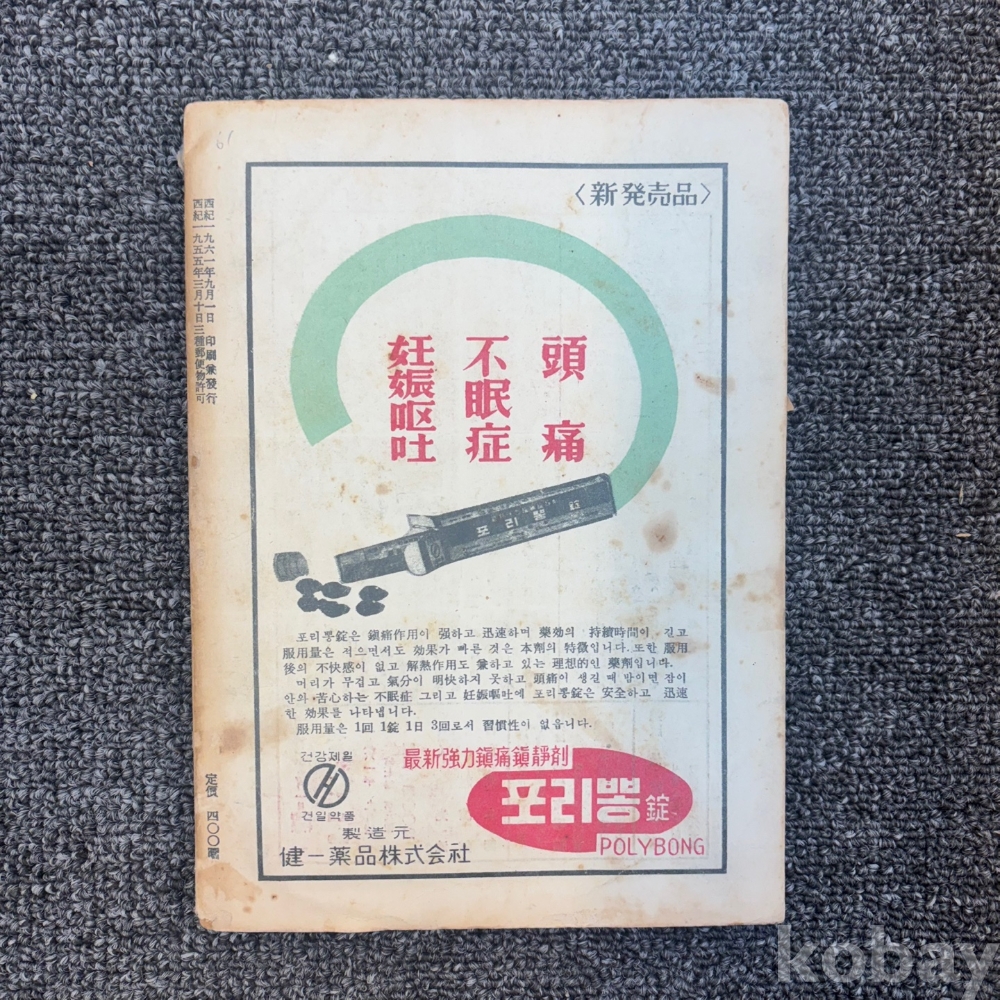 〈新発売品〉
頭痛
不眠症
妊娠呕吐
포리뽕정
포리뽕錠은 鎭痛作用이 强하고 迅速하며 藥効의 持續時間이 길고
服用量은 적으면서도 効果가 빠른 것은 本劑의 特徵입니다. 또한 服用
後의 不快感이 없고 解熱作用도 兼하고 있는 理想的인 藥劑입니다.
머리가 무겁고 氣分이 明快하지 못하고 頭痛이 생길 때 밤이면 잠이
안와 苦心하는 不眠症 그리고 妊娠嘔吐에 포리뽕錠은 安全하고 迅速
한 効果를 나타냅니다.
服用量은 1回 1錠 1日 3回로서 習慣性이 없읍니다.
건강제일
건일약품
製造元
健一薬品株式会社
最新強力鎮痛鎮静剤
포리뽕錠
POLYBONG
西紀一九六一年九月一日 印刷兼發行
西紀一九五五年三月十日三種郵便物許可
定價 四〇〇圜
61
kobay